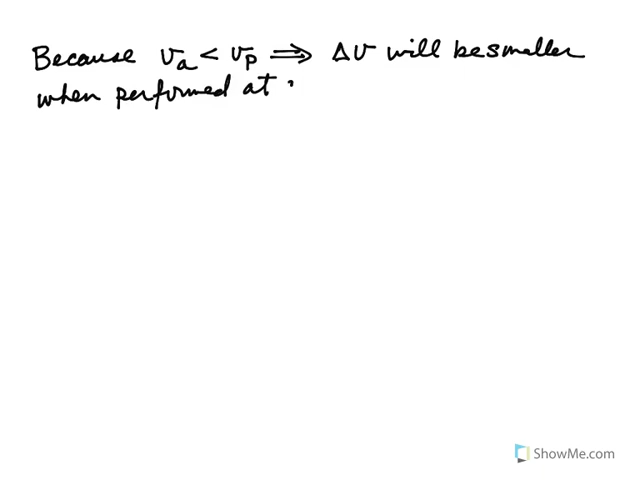 Because va < vp ⟹ Δv will be smaller
when performed at
ShowMe.com